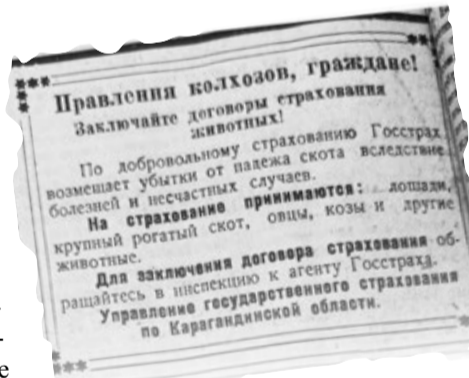 Правления колхозов, граждане!
Заключайте договоры страхования
животных!
По добровольному страхованию Госстрах
возмещает убытки от падежа скота вследствие
болезней и несчастных случаев.
На страхование принимаются: лошади,
крупный рогатый скот, овцы, козы и другие
животные.
Для заключения договора страхования об-
ращайтесь в инспекцию к агенту Госстраха.
Управление государственного страхования
по Карагандинской области.
е